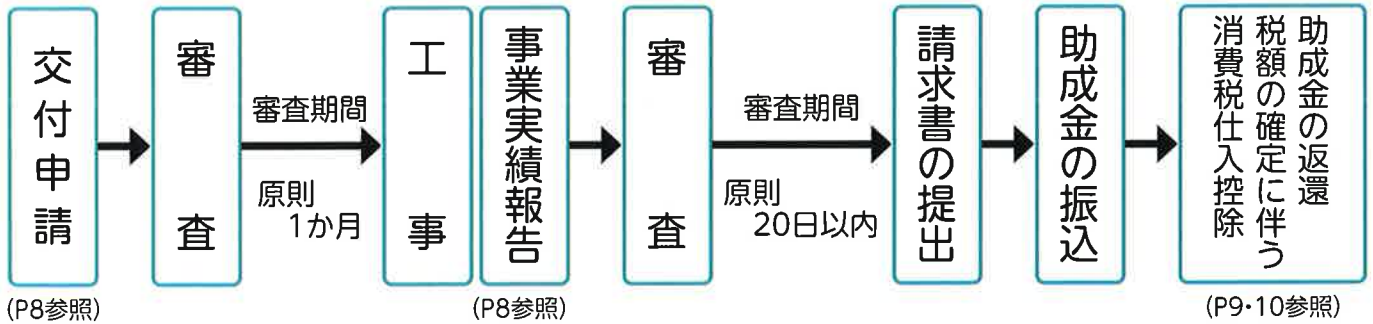 交付申請
(P8参照)
審査
審査期間
原則
1か月
工事
事業実績報告
(P8参照)
審査
審査期間
原則
20日以内
請求書の提出
助成金の振込
消費税仕入控除
税額の確定に伴う
助成金の返還
(P9・10参照)